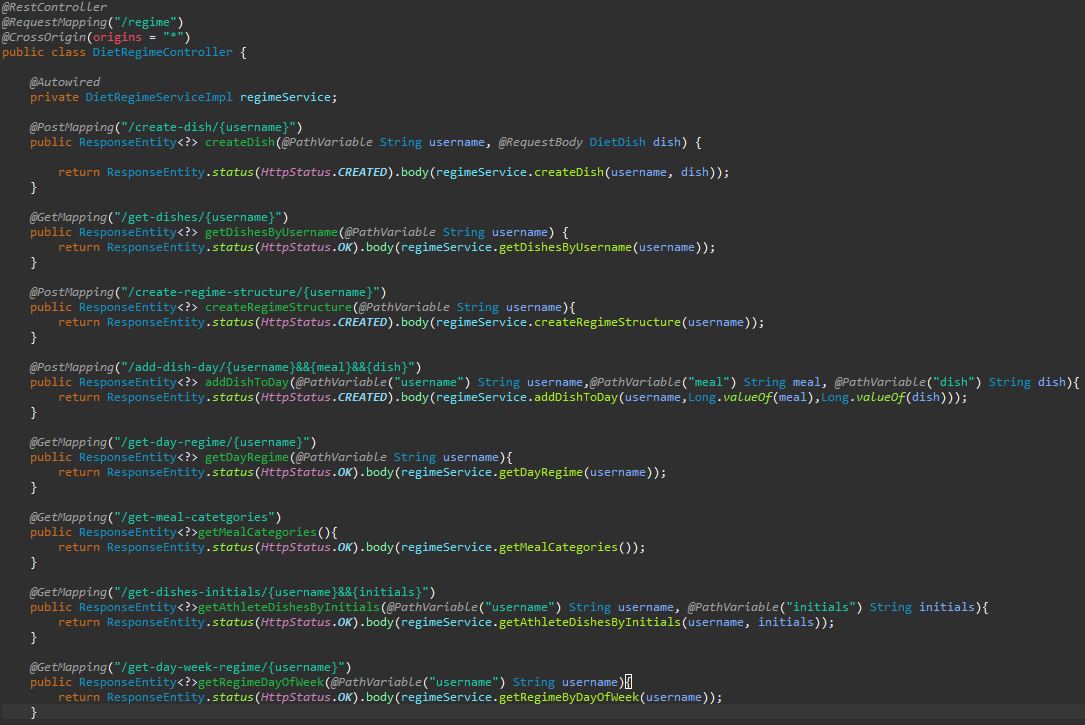 @RestController
@RequestMapping("/regime")
@CrossOrigin(origins = "*")
public class DietRegimeController {
@Autowired
private DietRegimeServiceImpl regimeService;
@PostMapping("/create-dish/{username}")
public ResponseEntity<?> createDish(@PathVariable String username, @RequestBody DietDish dish) {
return ResponseEntity.status(HttpStatus.CREATED).body(regimeService.createDish(username, dish));
}
@GetMapping("/get-dishes/{username}")
public ResponseEntity<?> getDishesByUsername(@PathVariable String username) {
return ResponseEntity.status(HttpStatus.OK).body(regimeService.getDishesByUsername(username));
}
@PostMapping("/create-regime-structure/{username}")
public ResponseEntity<?> createRegimeStructure(@PathVariable String username){
return ResponseEntity.status(HttpStatus.CREATED).body(regimeService.createRegimeStructure(username));
}
@PostMapping("/add-dish-day/{username}&&{meal}&&{dish}")
public ResponseEntity<?> addDishToDay(@PathVariable("username") String username,@PathVariable("meal") String meal, @PathVariable("dish") String dish){
return ResponseEntity.status(HttpStatus.CREATED).body(regimeService.addDishToDay(username,Long.valueOf(meal),Long.valueOf(dish)));
}
@GetMapping("/get-day-regime/{username}")
public ResponseEntity<?> getDayRegime(@PathVariable String username){
return ResponseEntity.status(HttpStatus.OK).body(regimeService.getDayRegime(username));
}
@GetMapping("/get-meal-catetgories")
public ResponseEntity<?>getMealCategories(){
return ResponseEntity.status(HttpStatus.OK).body(regimeService.getMealCategories());
}
@GetMapping("/get-dishes-initials/{username}&&{initials}")
public ResponseEntity<?>getAthleteDishesByInitials(@PathVariable("username") String username, @PathVariable("initials") String initials){
return ResponseEntity.status(HttpStatus.OK).body(regimeService.getAthleteDishesByInitials(username, initials));
}
@GetMapping("/get-day-week-regime/{username}")
public ResponseEntity<?>getRegimeDayOfWeek(@PathVariable("username") String username){
return ResponseEntity.status(HttpStatus.OK).body(regimeService.getRegimeByDayOfWeek(username));
}